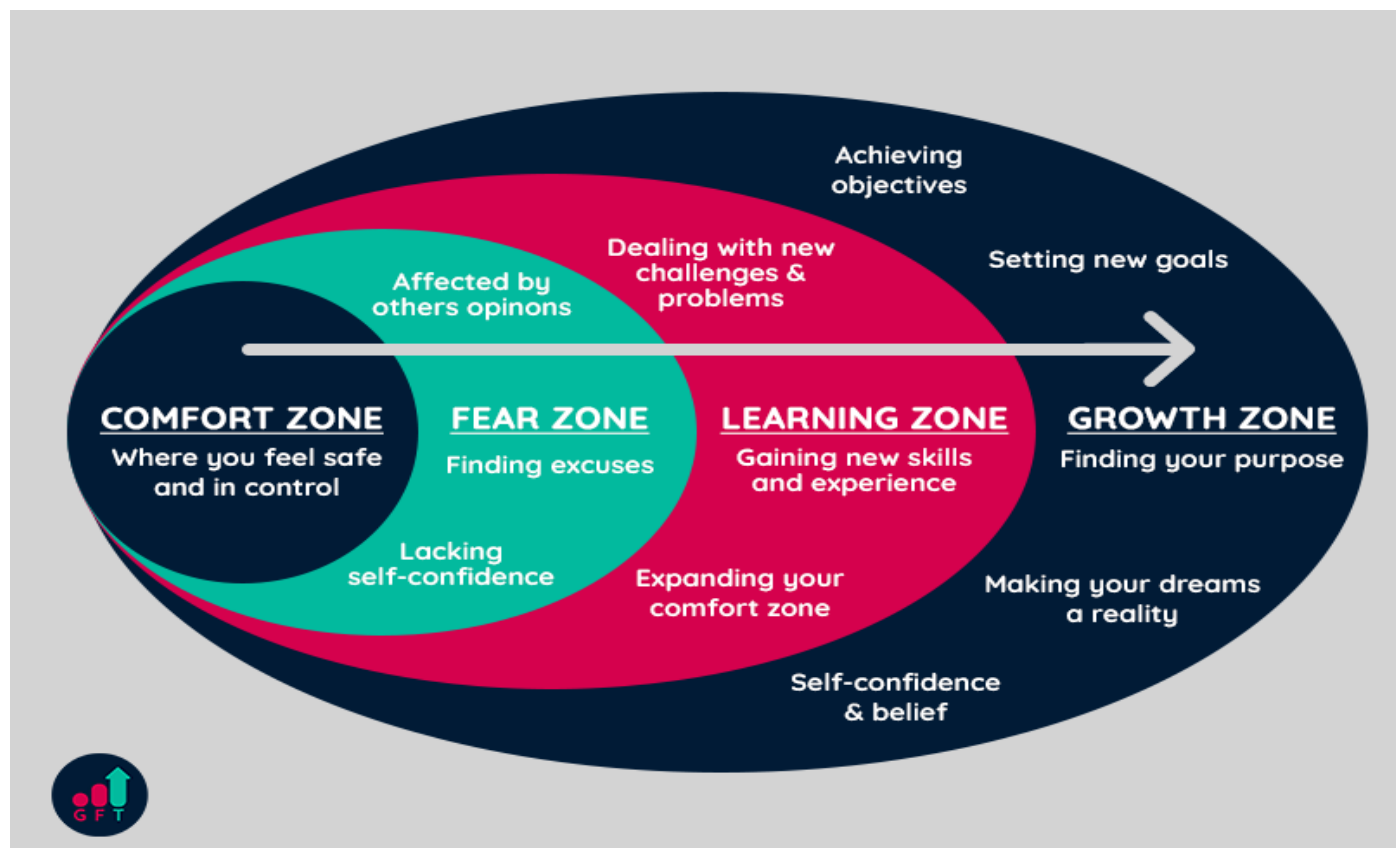 COMFORT ZONE
Where you feel safe
and in control
Affected by
others opinons
FEAR ZONE
Finding excuses
Lacking
self-confidence
Dealing with new
challenges &
problems
LEARNING ZONE
Gaining new skills
and experience
Expanding your
comfort zone
Achieving
objectives
Setting new goals
GROWTH ZONE
Finding your purpose
Making your dreams
a reality
Self-confidence
& belief
G F T